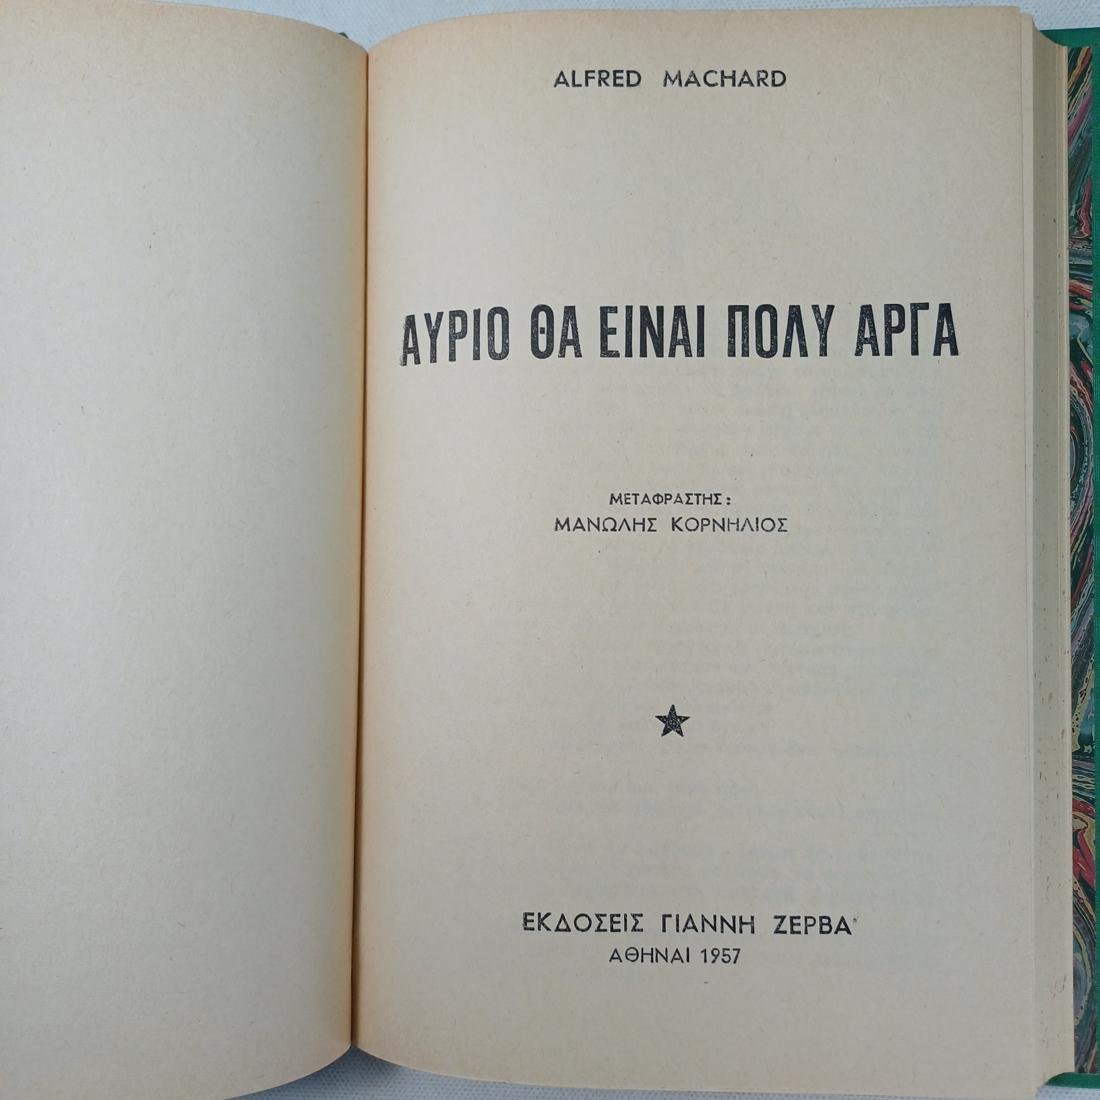 ALFRED MACHARD
ΑΥΡΙΟ ΘΑ ΕΙΝΑΙ ΠΟΛΥ ΑΡΓΑ
ΜΕΤΑΦΡΑΣΤΗΣ:
ΜΑΝΩΛΗΣ ΚΟΡΝΗΛΙΟΣ
ΕΚΔΟΣΕΙΣ ΓΙΑΝΝΗ ΖΕΡΒΑ
ΑΘΗΝΑΙ 1957